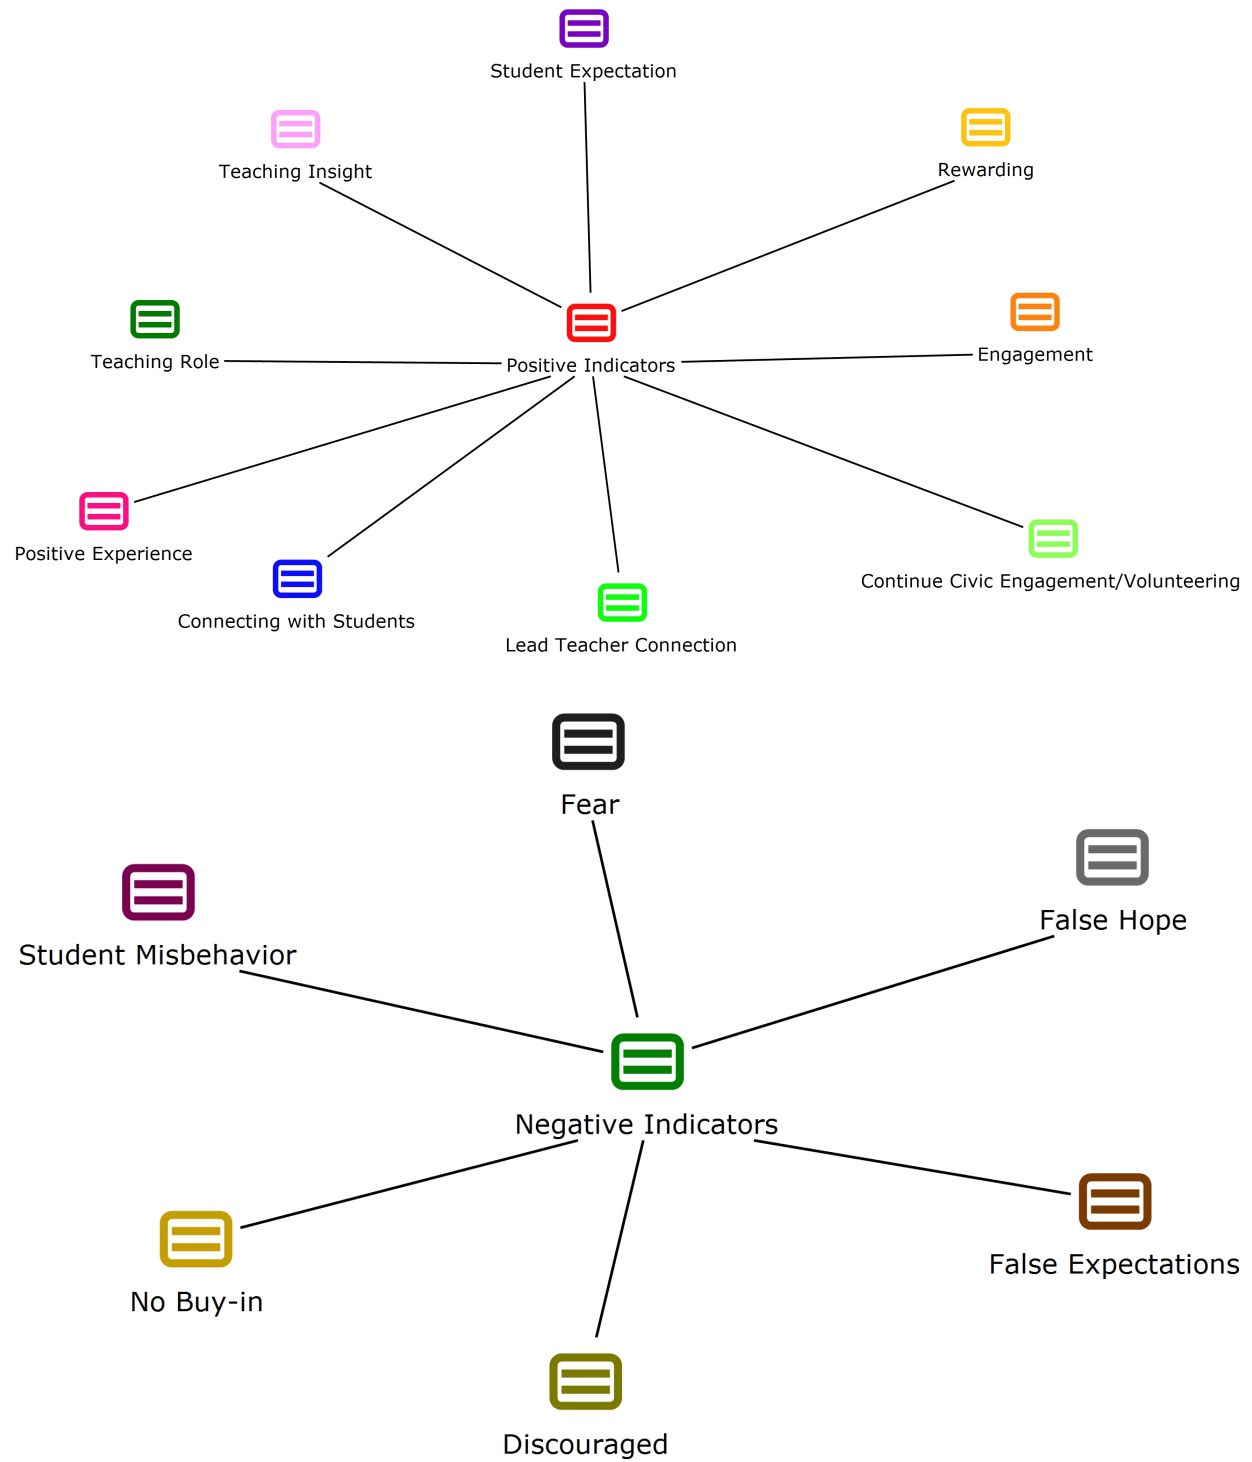 Student Expectation
Teaching Insight
Rewarding
Teaching Role
Positive Indicators
Engagement
Positive Experience
Connecting with Students
Lead Teacher Connection
Continue Civic Engagement/Volunteering
Fear
Student Misbehavior
False Hope
Negative Indicators
No Buy-in
False Expectations
Discouraged